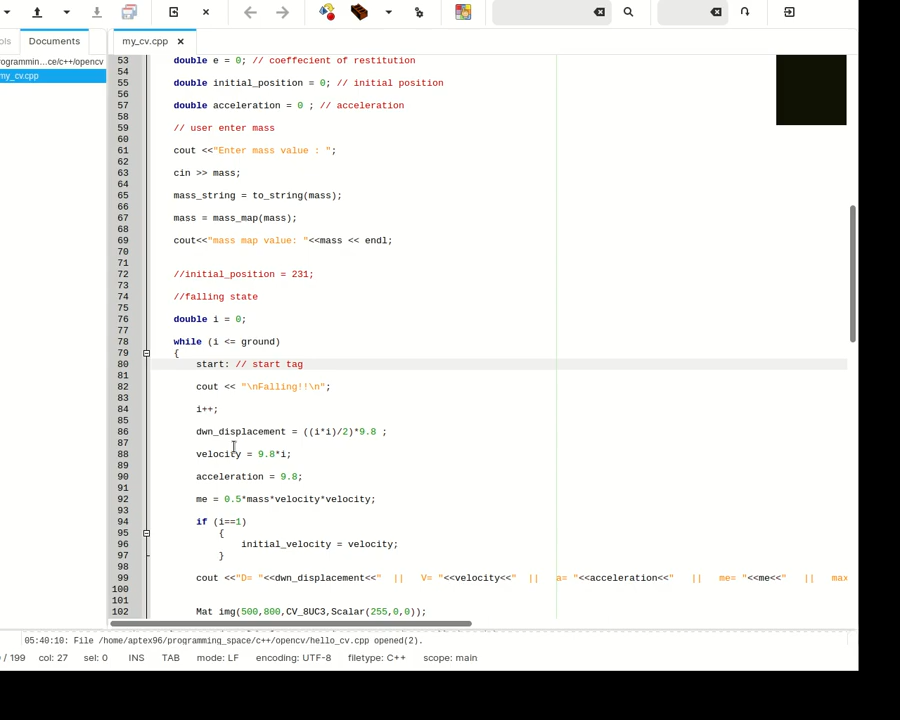 ols Documents my_cv.cpp
rogrammin...ce/c++/opencv
my_cv.cpp
53 double e = 0; // coeffecient of restitution
54
55 double initial_position = 0; // initial position
56
57 double acceleration = 0 ; // acceleration
58
59 // user enter mass
60
61 cout <<"Enter mass value : ";
62
63 cin >> mass;
64
65 mass_string = to_string(mass);
66
67 mass = mass_map(mass);
68
69 cout<<"mass map value: "<<mass << endl;
70
71
72 //initial_position = 231;
73
74 //falling state
75
76 double i = 0;
77
78 while (i <= ground)
79 {
80 start: // start tag
81
82 cout << "\nFalling!!\n";
83
84 i++;
85
86 dwn_displacement = ((i*i)/2)*9.8 ;
87
88 velocity = 9.8*i;
89
90 acceleration = 9.8;
91
92 me = 0.5*mass*velocity*velocity;
93
94 if (i==1)
95 {
96 initial_velocity = velocity;
97 }
98
99 cout <<"D= "<<dwn_displacement<<" || V= "<<velocity<<" || a= "<<acceleration<<" || me= "<<me<<" || max
100
101
102 Mat img(500,800,CV_8UC3,Scalar(255,0,0));
05:40:10: File /home/aptex96/programming_space/c++/opencv/hello_cv.cpp opened(2).
/ 199 col: 27 sel: 0 INS TAB mode: LF encoding: UTF-8 filetype: C++ scope: main